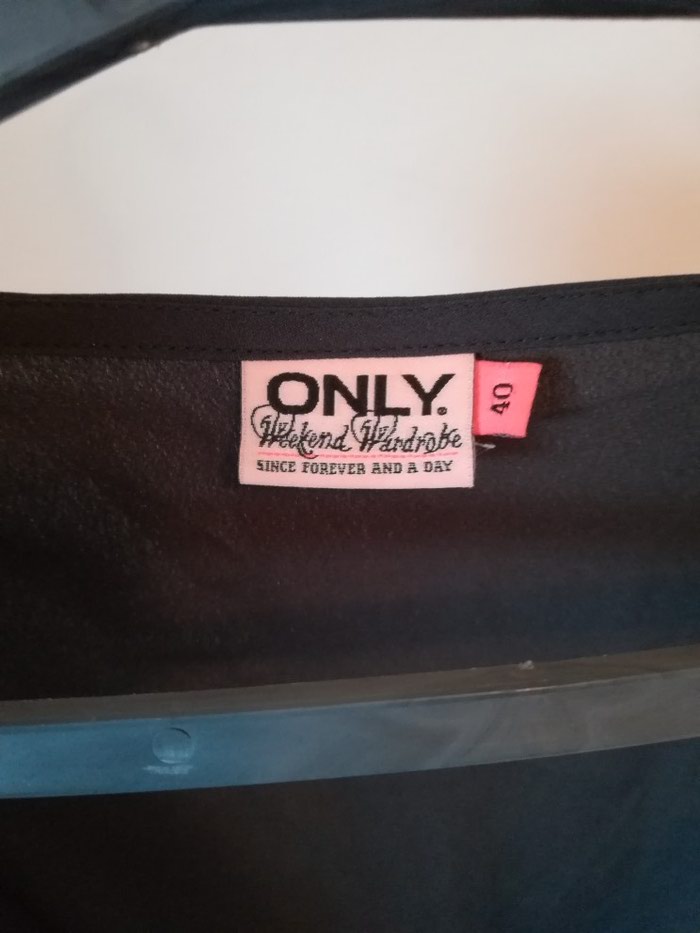 ONLY.
Weekend Wardrobe
SINCE FOREVER AND A DAY
40